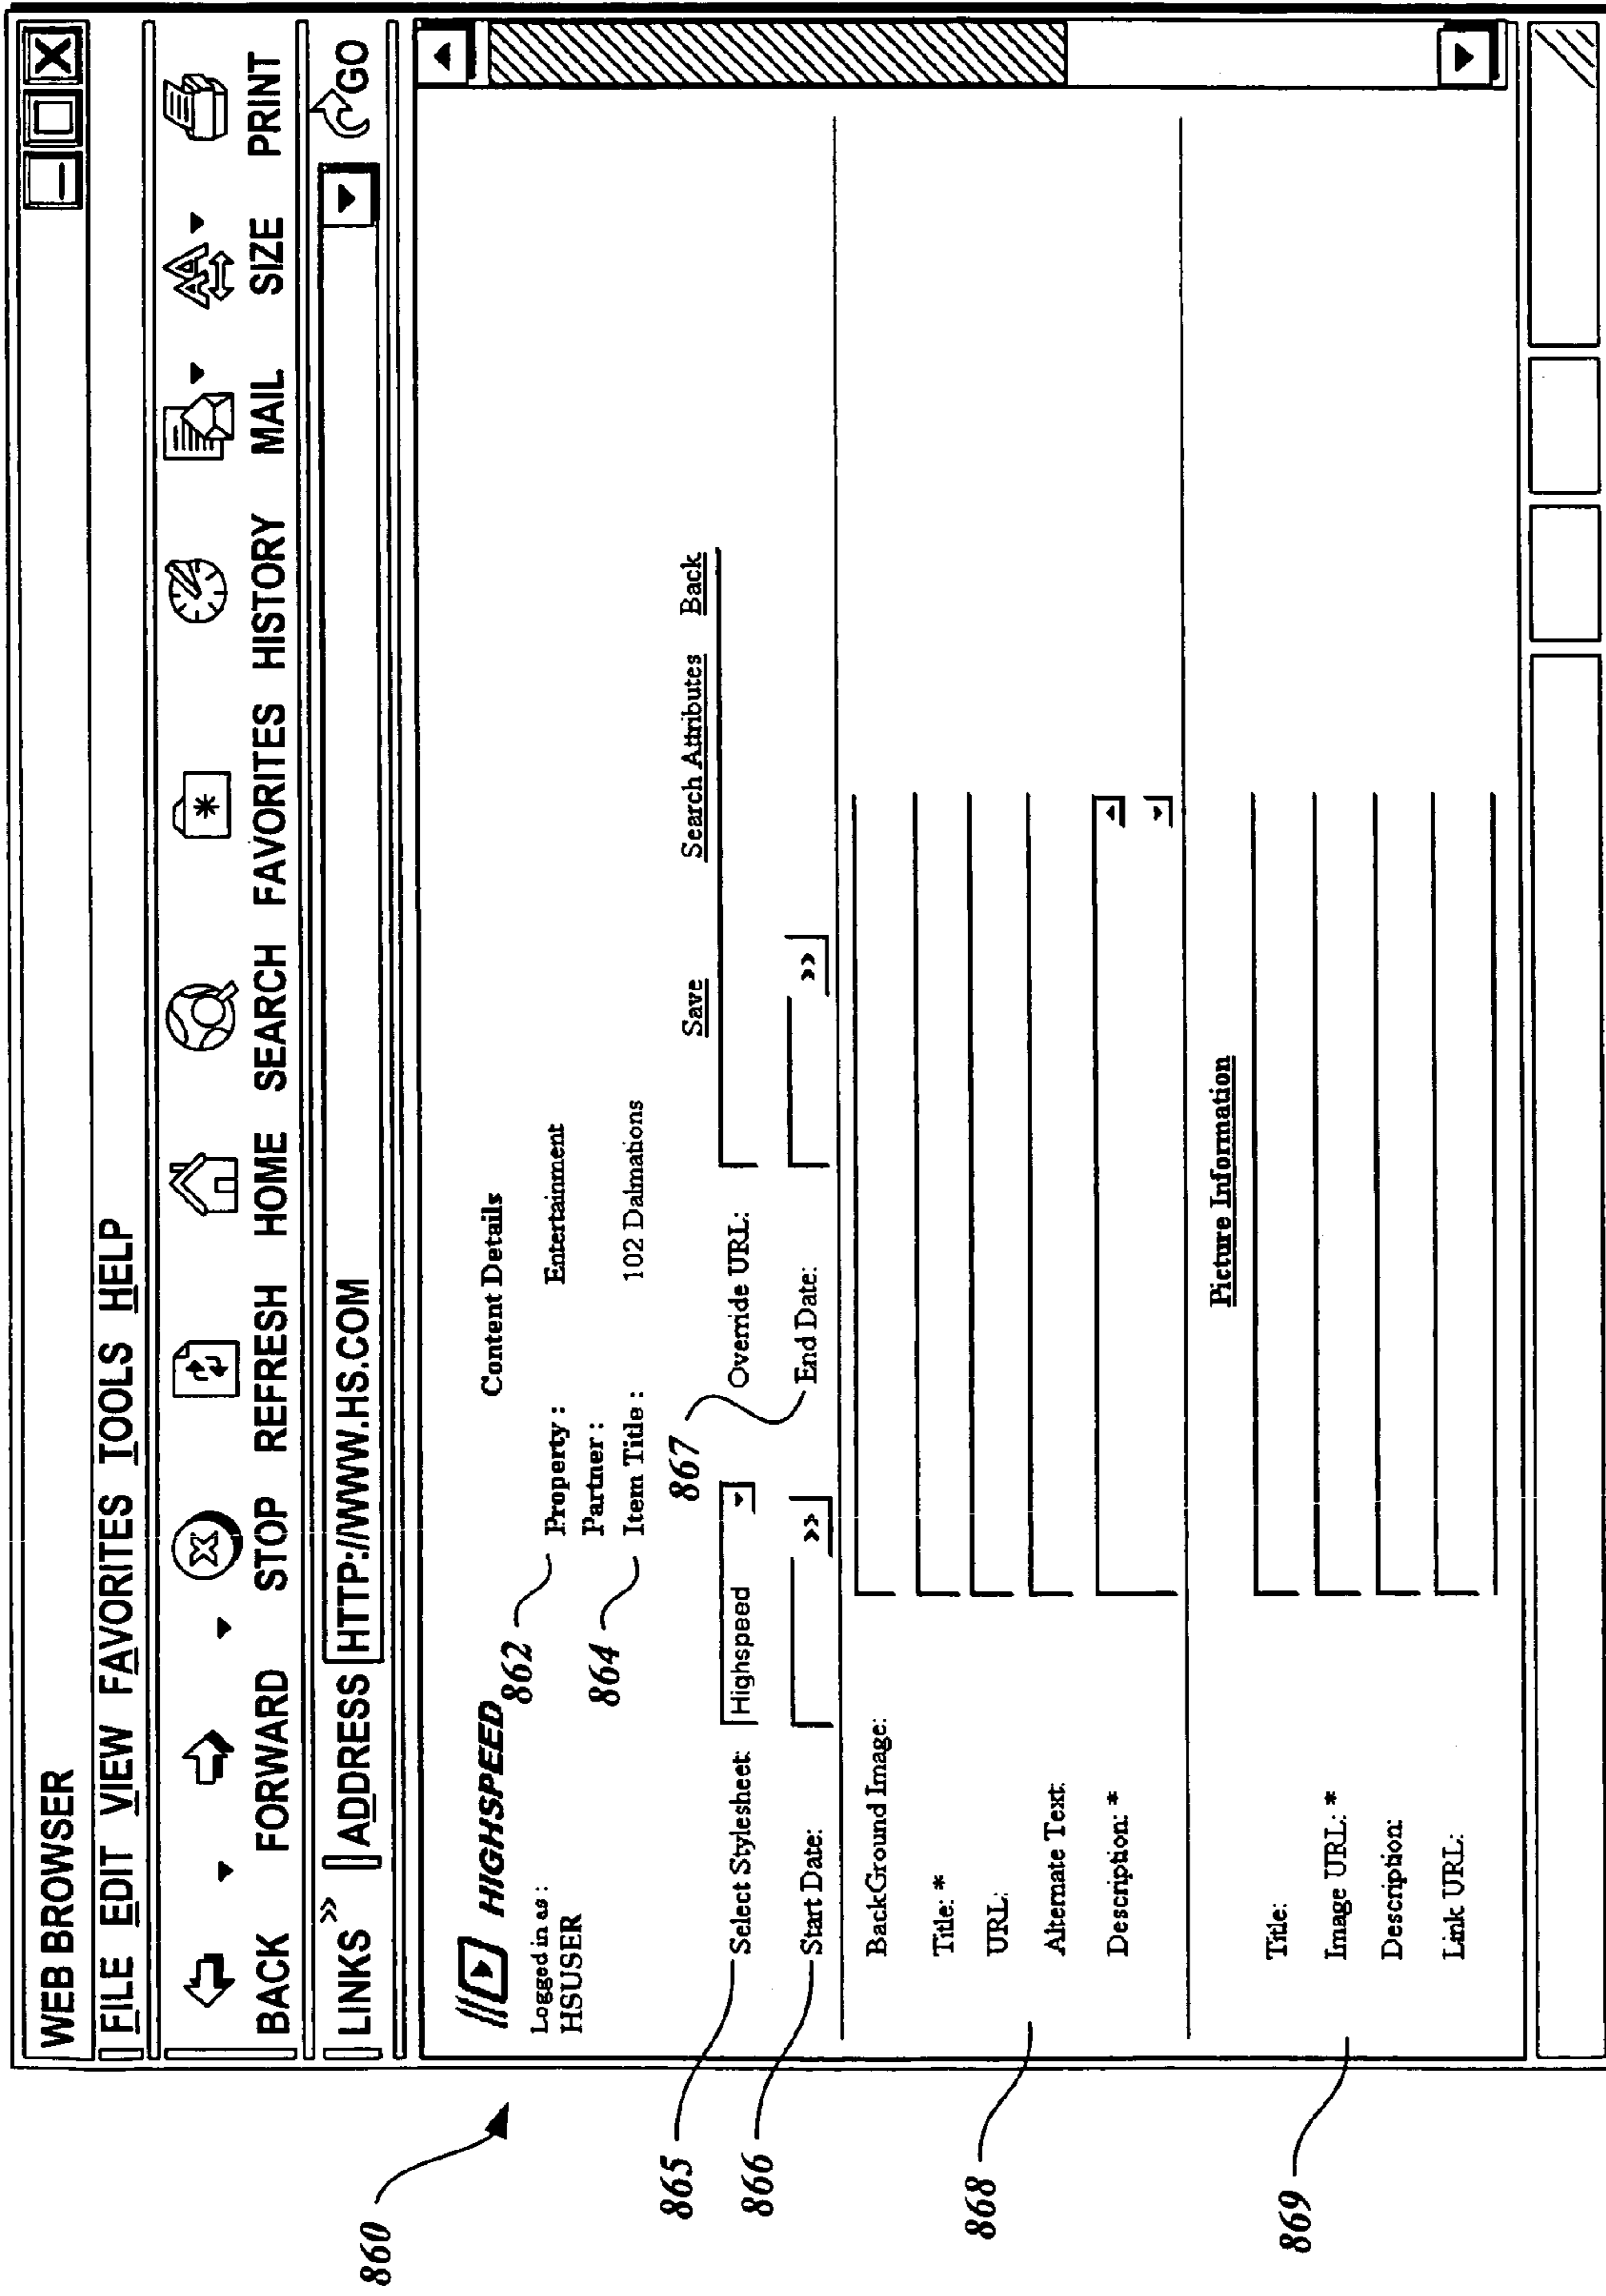 WEB BROWSER
FILE EDIT VIEW FAVORITES TOOLS HELP
BACK FORWARD STOP REFRESH HOME SEARCH FAVORITES HISTORY MAIL SIZE PRINT
LINKS >> ADDRESS HTTP://WWW.HS.COM GO
860
HIGHSPEED
Content Details
Logged in as :
HSUSER
862
Property : Entertainment
Partner :
864
Item Title : 102 Dalmations
867
Save Search Attributes Back
865
Select Stylesheet: Highspeed Override URL:
866
Start Date: >> End Date: >>
BackGround Image:
Title: *
URL:
868
Alternate Text:
Description: *
Picture Information
Title:
869
Image URL: *
Description:
Link URL: